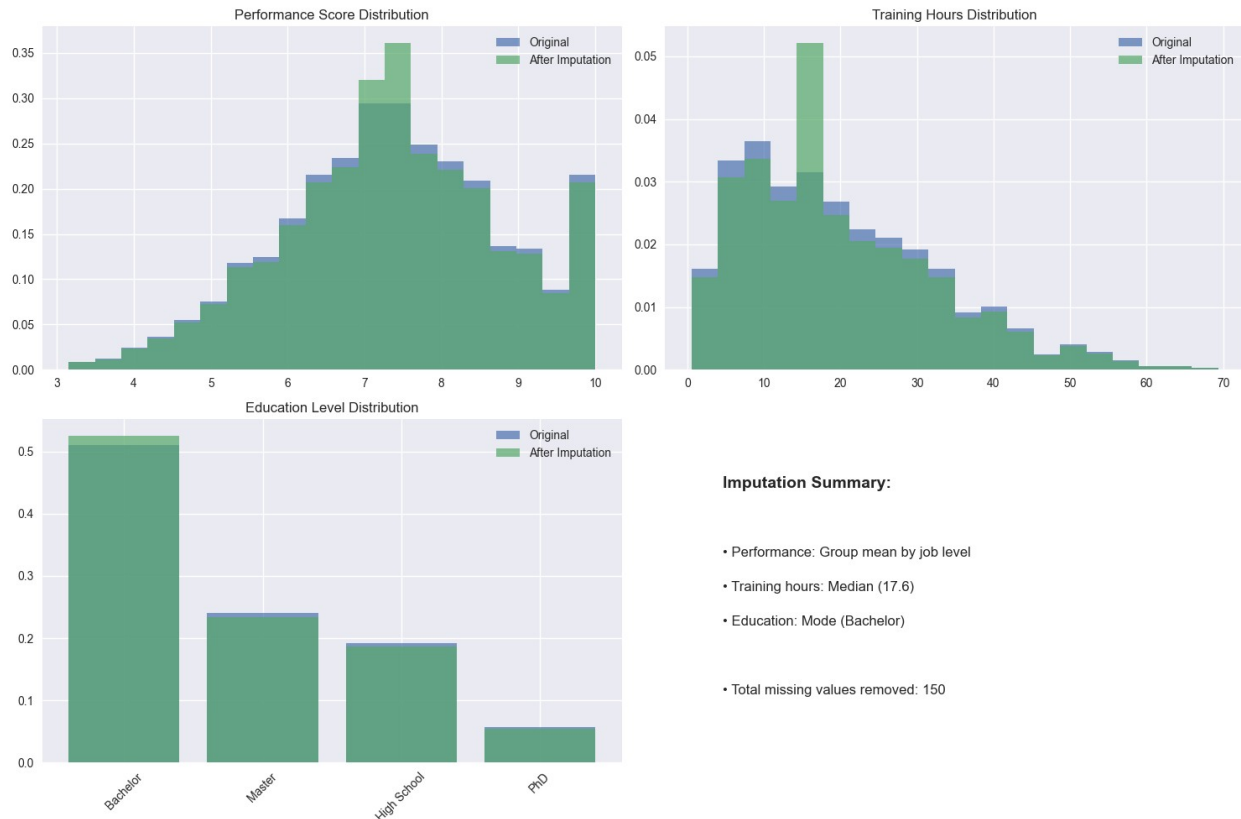 Performance Score Distribution
Original
After Imputation
0.35
0.30
0.25
0.20
0.15
0.10
0.05
0.00
3 4 5 6 7 8 9 10
Training Hours Distribution
Original
After Imputation
0.05
0.04
0.03
0.02
0.01
0.00
0 10 20 30 40 50 60 70
Education Level Distribution
Original
After Imputation
0.5
0.4
0.3
0.2
0.1
0.0
Bachelor
Master
High School
PhD
Imputation Summary:
• Performance: Group mean by job level
• Training hours: Median (17.6)
• Education: Mode (Bachelor)
• Total missing values removed: 150